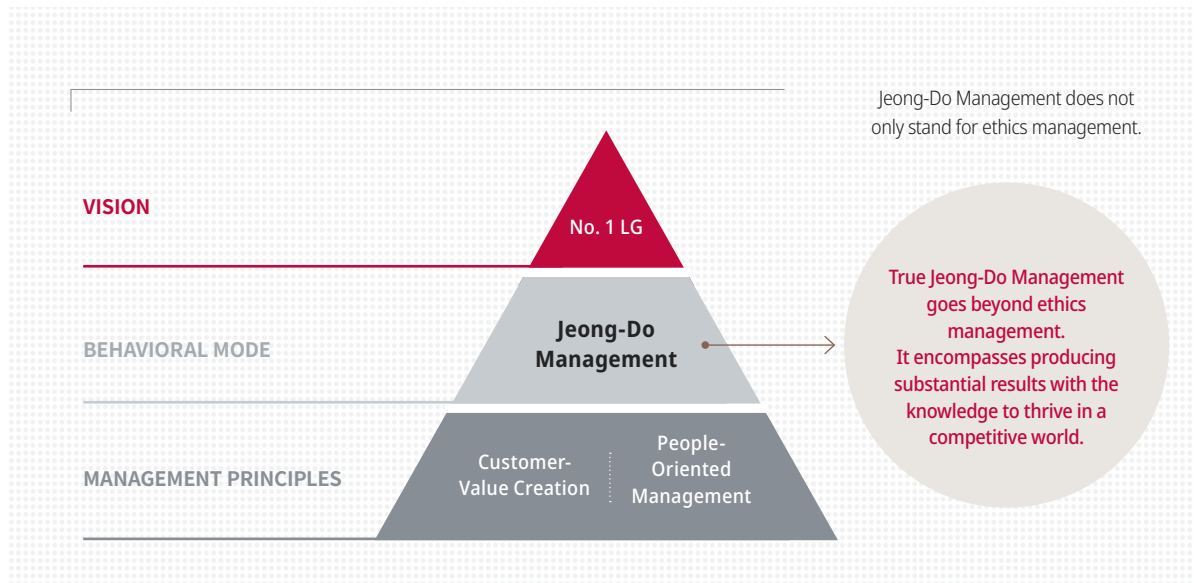 Jeong-Do Management does not
only stand for ethics management.
VISION
No. 1 LG
BEHAVIORAL MODE
Jeong-Do
Management
True Jeong-Do Management
goes beyond ethics
management.
It encompasses producing
substantial results with the
knowledge to thrive in a
competitive world.
MANAGEMENT PRINCIPLES
Customer-
Value Creation
People-
Oriented
Management